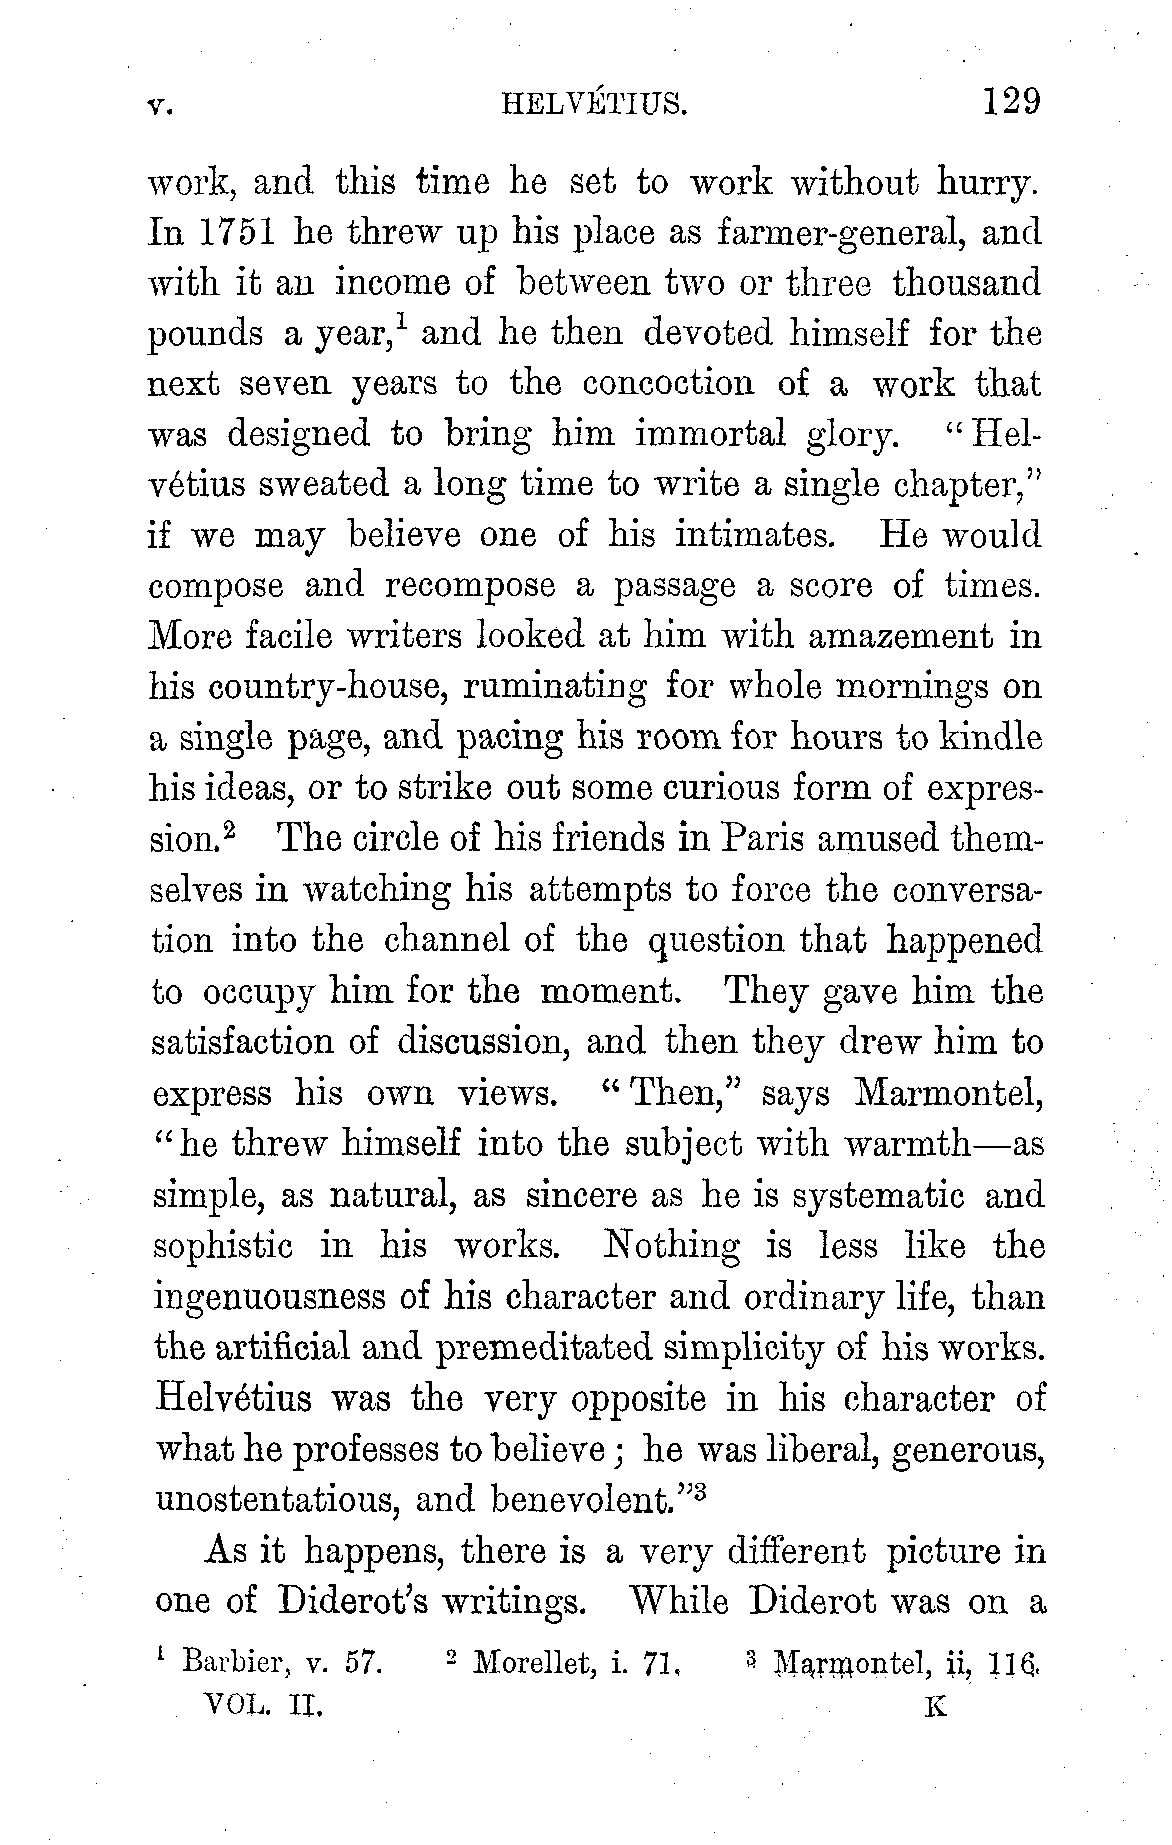 v. HELVÉTIUS. 129
work, and this time he set to work without hurry.
In 1751 he threw up his place as farmer-general, and
with it an income of between two or three thousand
pounds a year,¹ and he then devoted himself for the
next seven years to the concoction of a work that
was designed to bring him immortal glory. “Hel-
vétius sweated a long time to write a single chapter,”
if we may believe one of his intimates. He would
compose and recompose a passage a score of times.
More facile writers looked at him with amazement in
his country-house, ruminating for whole mornings on
a single page, and pacing his room for hours to kindle
his ideas, or to strike out some curious form of expres-
sion.² The circle of his friends in Paris amused them-
selves in watching his attempts to force the conversa-
tion into the channel of the question that happened
to occupy him for the moment. They gave him the
satisfaction of discussion, and then they drew him to
express his own views. “Then,” says Marmontel,
“he threw himself into the subject with warmth—as
simple, as natural, as sincere as he is systematic and
sophistic in his works. Nothing is less like the
ingenuousness of his character and ordinary life, than
the artificial and premeditated simplicity of his works.
Helvétius was the very opposite in his character of
what he professes to believe; he was liberal, generous,
unostentatious, and benevolent.”³
As it happens, there is a very different picture in
one of Diderot’s writings. While Diderot was on a
¹ Barbier, v. 57. ² Morellet, i. 71. ³ Marmontel, ii, 116.
VOL. II. K